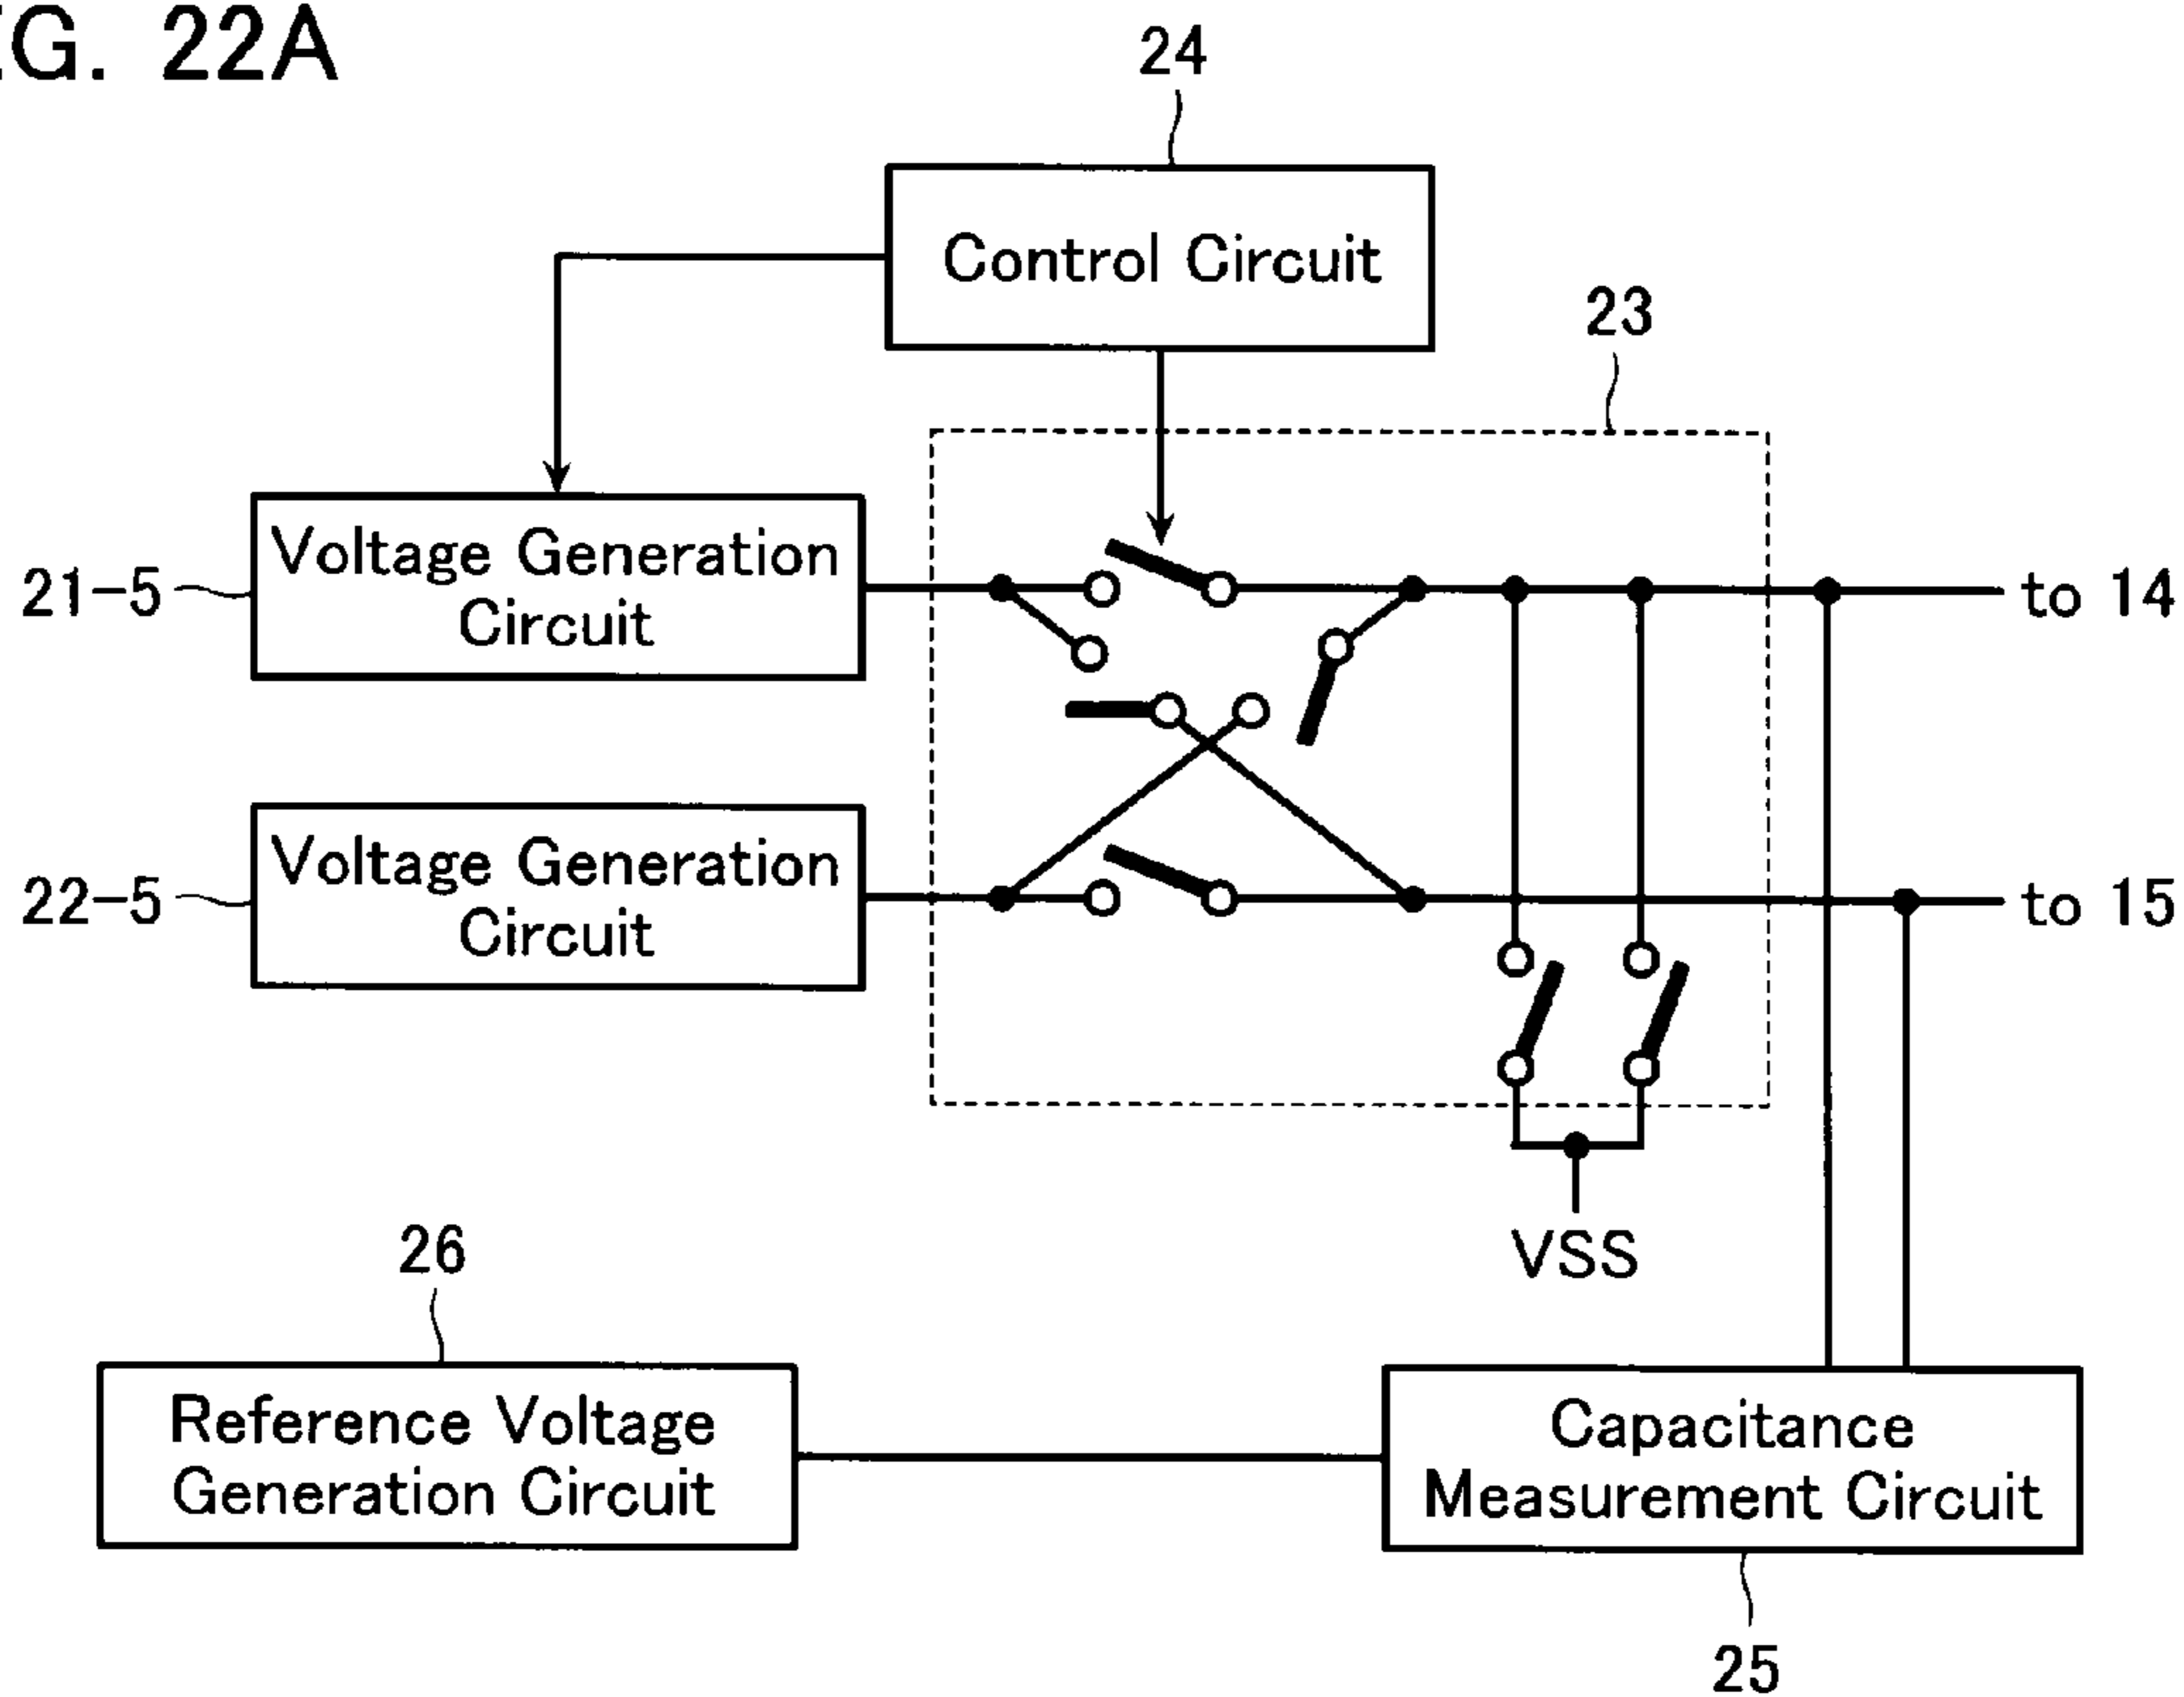 G. 22A
24
Control Circuit
23
Voltage Generation
Circuit
21-5
to 14
Voltage Generation
Circuit
22-5
to 15
VSS
26
Reference Voltage
Generation Circuit
Capacitance
Measurement Circuit
25